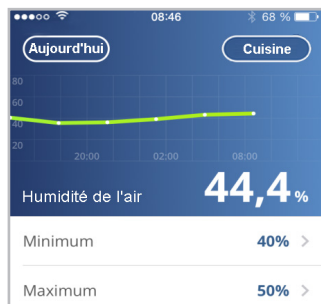 08:46 68 %
Aujourd'hui Cuisine
80
60
40
20
20:00 02:00 08:00
Humidité de l'air 44,4 %
Minimum 40% >
Maximum 50% >